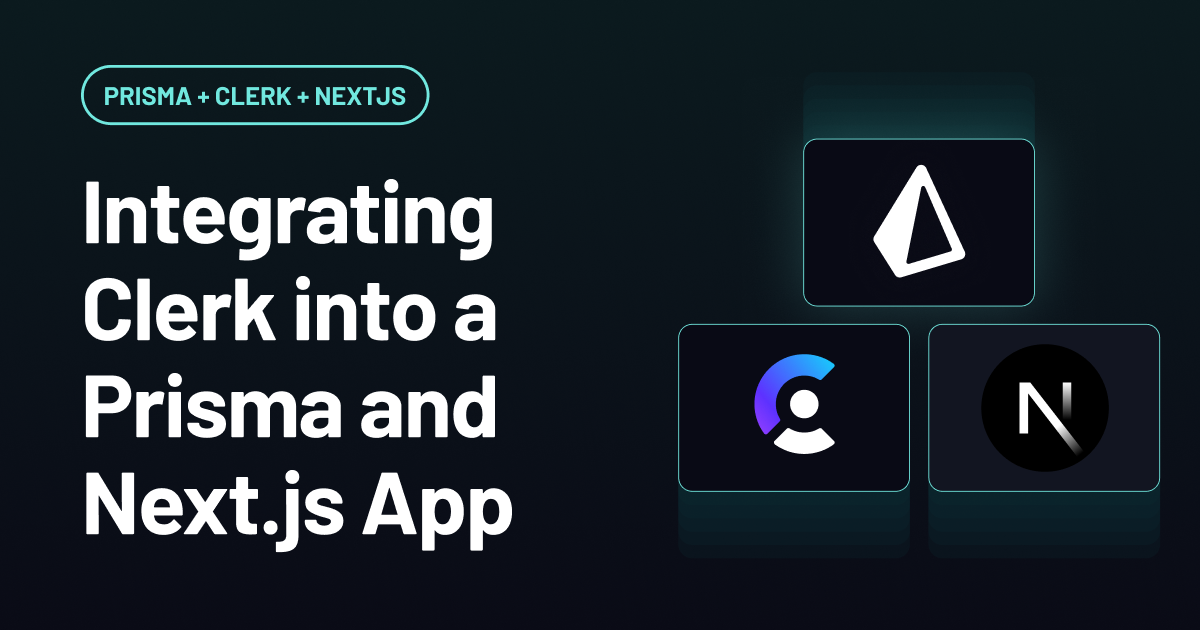 PRISMA + CLERK + NEXTJS
Integrating
Clerk into a
Prisma and
Next.js App